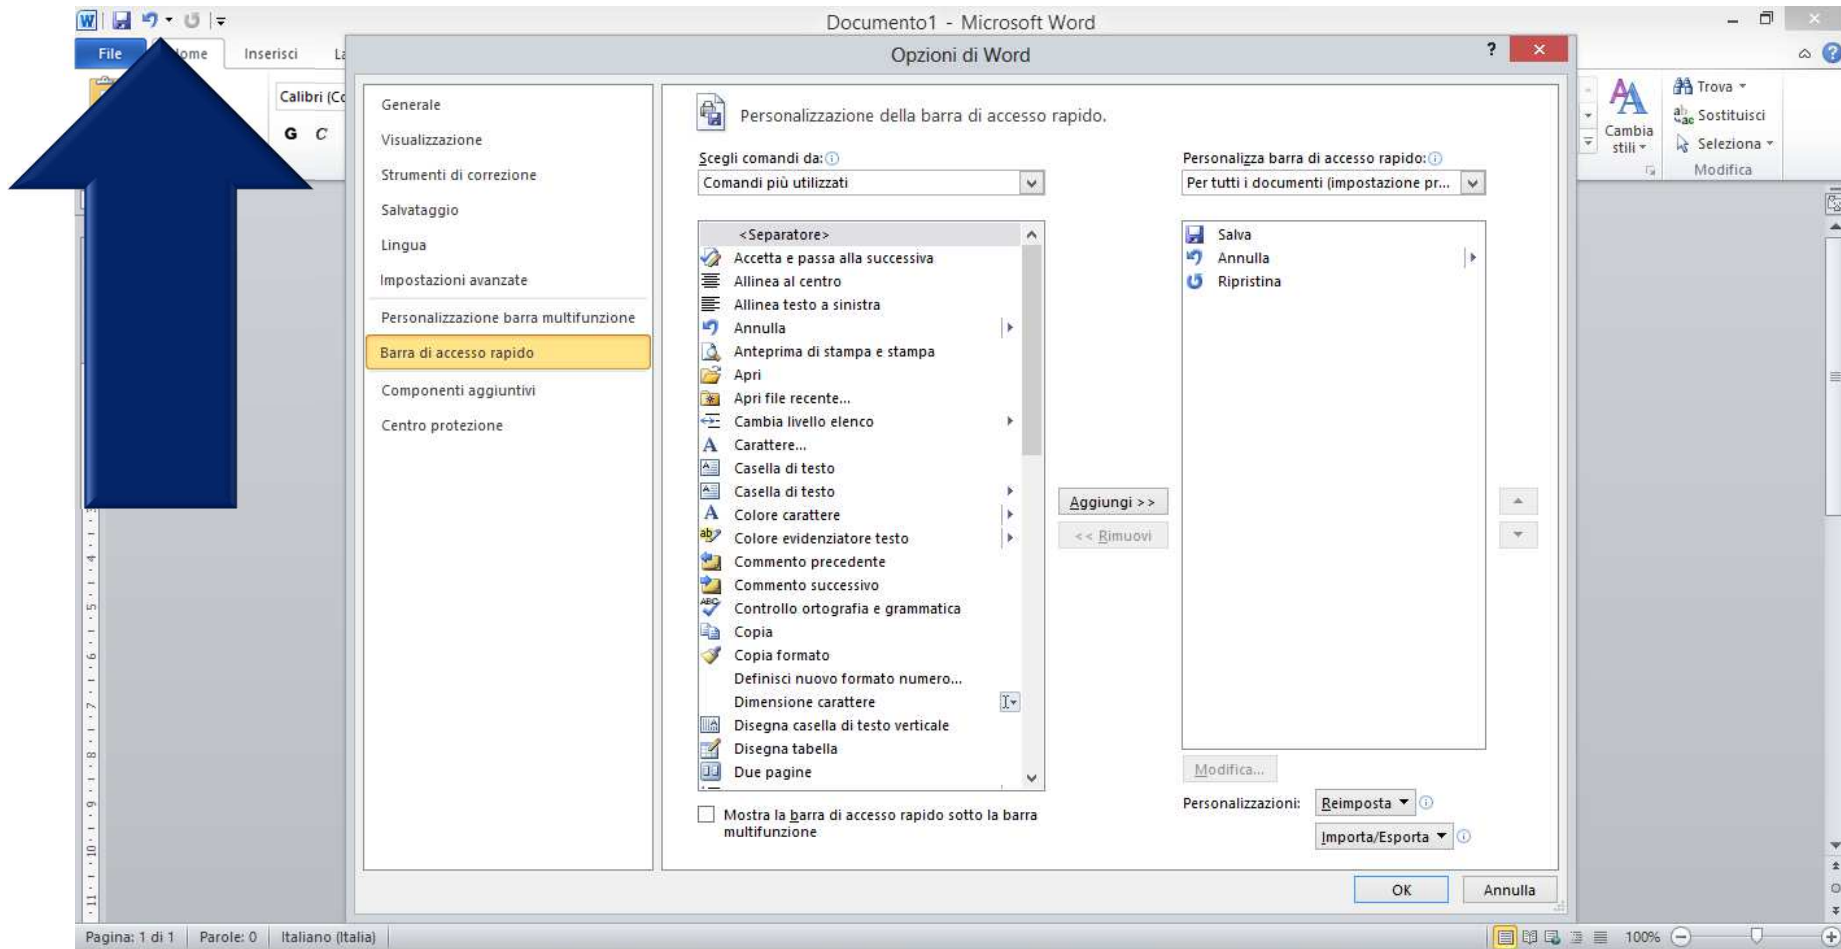 Documento1 - Microsoft Word
File
Inserisci
Opzioni di Word
Calibri (Co
G C
Trova
Sostituisci
Seleziona
Cambia
stili
Modifica
Generale
Visualizzazione
Strumenti di correzione
Salvataggio
Lingua
Impostazioni avanzate
Personalizzazione barra multifunzione
Barra di accesso rapido
Componenti aggiuntivi
Centro protezione
Personalizzazione della barra di accesso rapido.
Scegli comandi da:
Comandi più utilizzati
<Separatore>
Accetta e passa alla successiva
Allinea al centro
Allinea testo a sinistra
Annulla
Anteprima di stampa e stampa
Apri
Apri file recente...
Cambia livello elenco
Carattere...
Casella di testo
Casella di testo
Colore carattere
Colore evidenziatore testo
Commento precedente
Commento successivo
Controllo ortografia e grammatica
Copia
Copia formato
Definisci nuovo formato numero...
Dimensione carattere
Disegna casella di testo verticale
Disegna tabella
Due pagine
Mostra la barra di accesso rapido sotto la barra
multifunzione
Aggiungi >>
<< Rimuovi
Personalizza barra di accesso rapido:
Per tutti i documenti (impostazione pr...
Salva
Annulla
Ripristina
Modifica...
Personalizzazioni:
Reimposta
Importa/Esporta
OK
Annulla
Pagina: 1 di 1
Parole: 0
Italiano (Italia)
100%